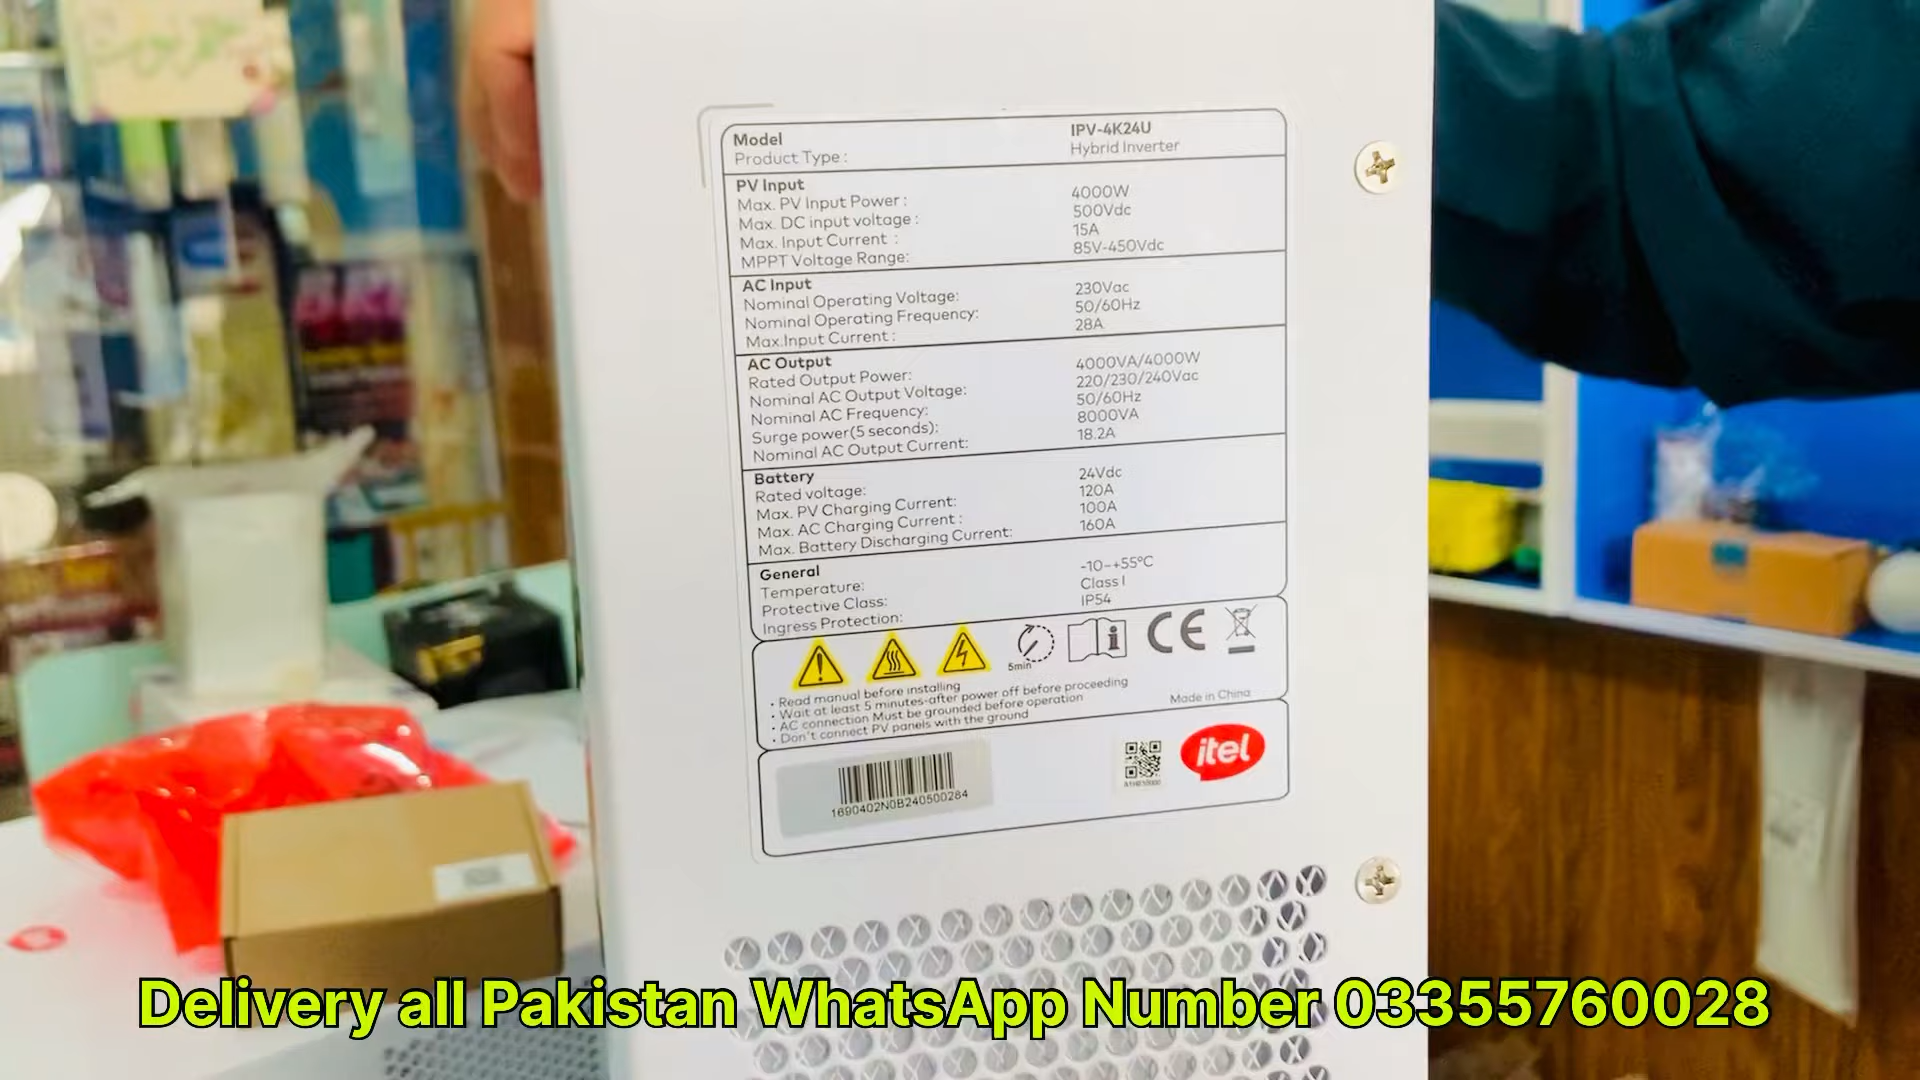 Model IPV-4K24U
Product Type : Hybrid Inverter
PV Input
Max. PV Input Power : 4000W
Max. DC input voltage : 500Vdc
Max. Input Current : 15A
MPPT Voltage Range: 85V-450Vdc
AC Input
Nominal Operating Voltage: 230Vac
Nominal Operating Frequency: 50/60Hz
Max.Input Current : 28A
AC Output
Rated Output Power: 4000VA/4000W
Nominal AC Output Voltage: 220/230/240Vac
Nominal AC Frequency: 50/60Hz
Surge power(5 seconds): 8000VA
Nominal AC Output Current: 18.2A
Battery
Rated voltage: 24Vdc
Max. PV Charging Current: 120A
Max. AC Charging Current : 100A
Max. Battery Discharging Current: 160A
General
Temperature: -10-+55°C
Protective Class: Class I
Ingress Protection: IP54
5min
i
CE
• Read manual before installing
• Wait at least 5 minutes-after power off before proceeding
• AC connection Must be grounded before operation
• Don't connect PV panels with the ground
Made in China
itel
1690402N0B240500284
Delivery all Pakistan WhatsApp Number 03355760028